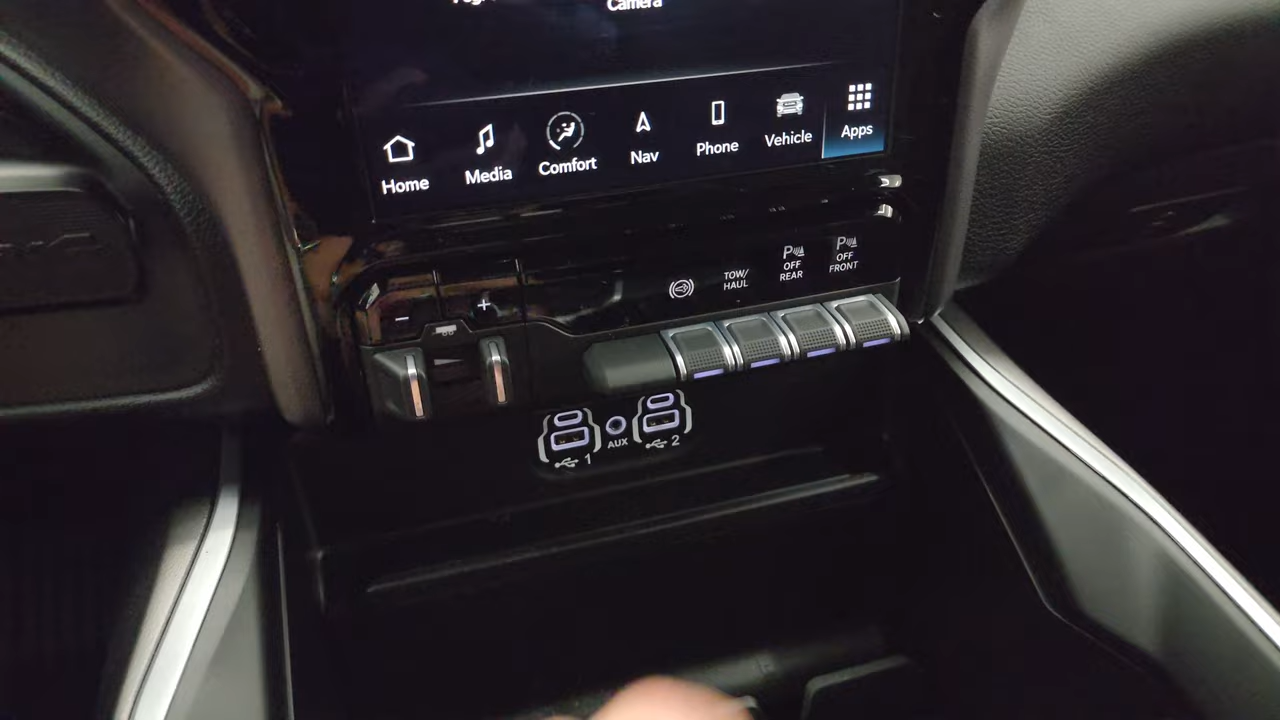 Camera
Home
Media
Comfort
Nav
Phone
Vehicle
Apps
TOW/
HAUL
P
OFF
REAR
P
OFF
FRONT
-
+
1
AUX
2